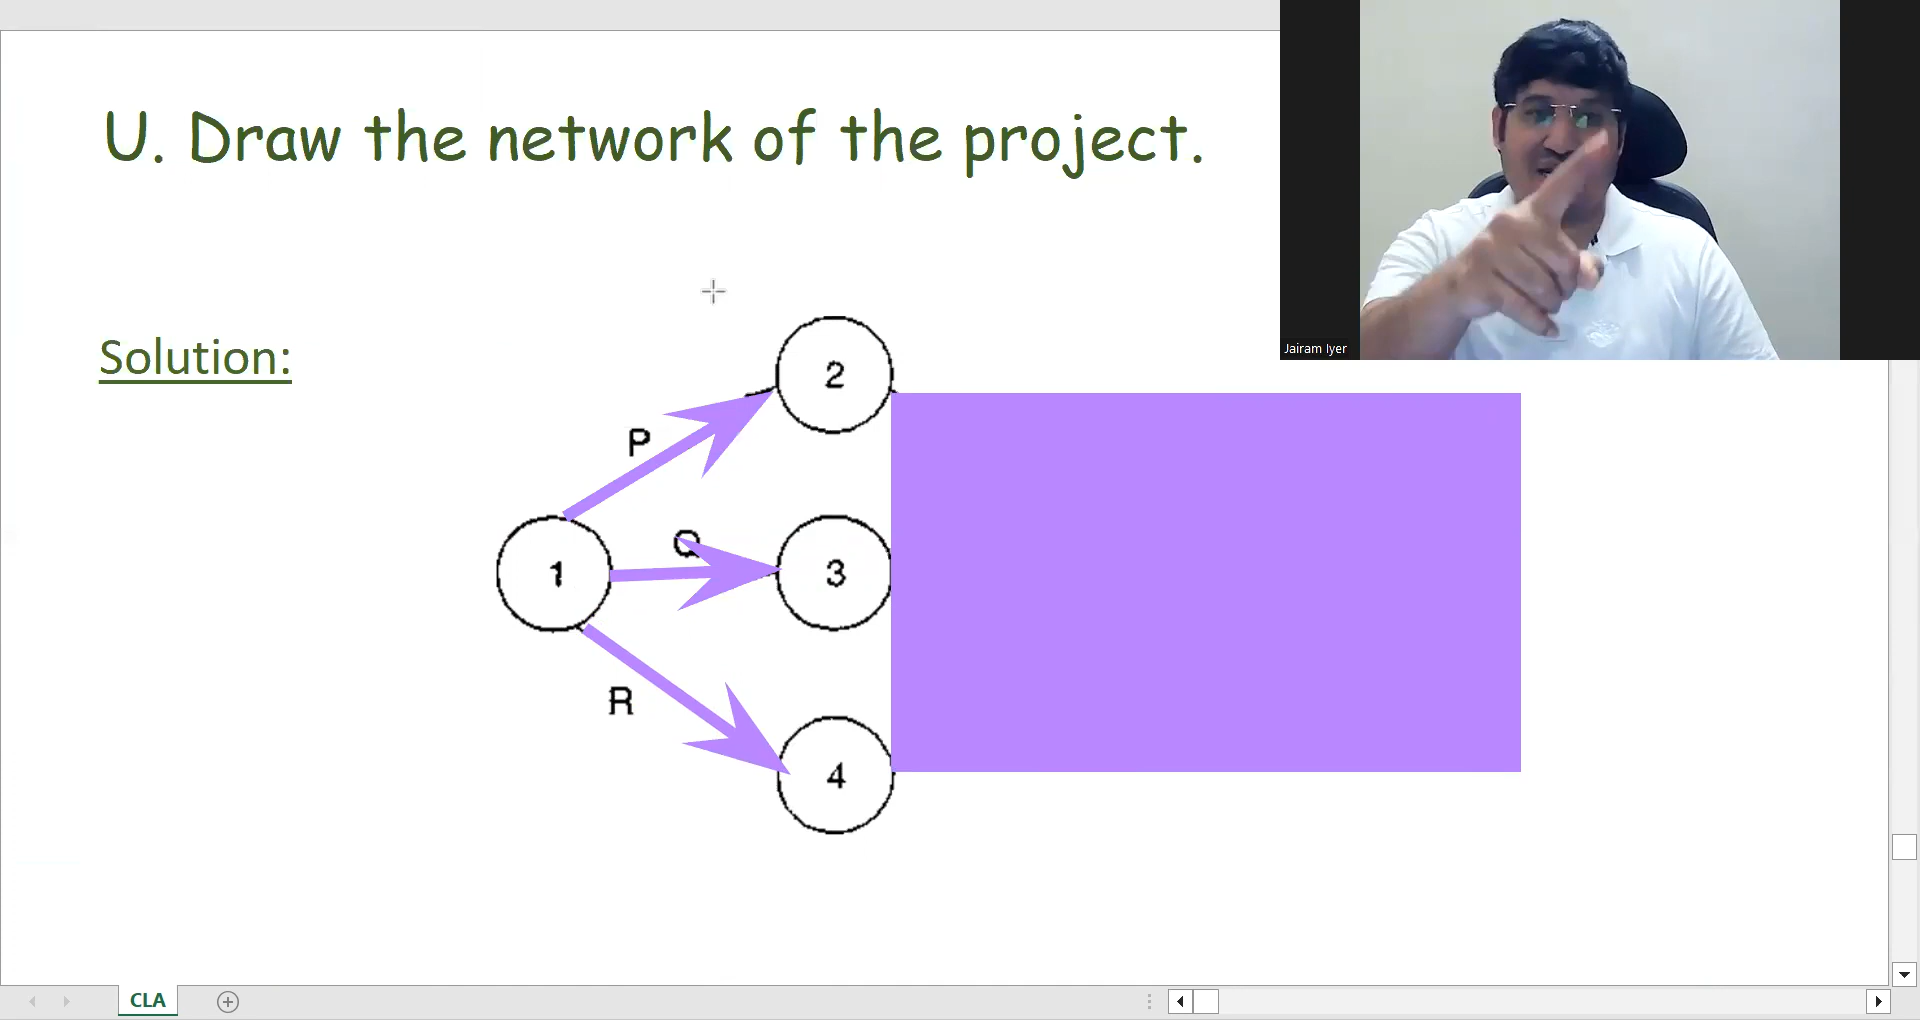 U. Draw the network of the project.
Jairam Iyer
Solution:
2
P
Q
1
3
R
4
CLA